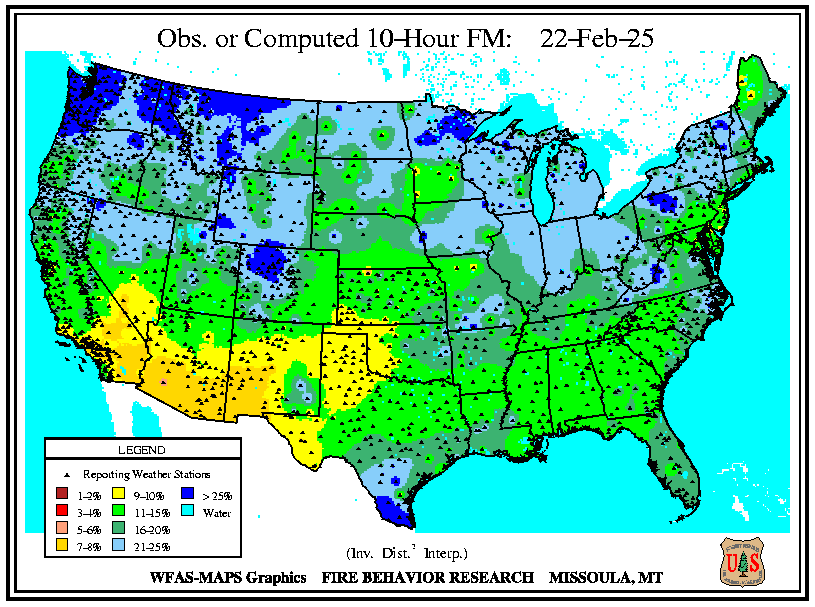 Obs. or Computed 10-Hour FM: 22-Feb-25
LEGEND
Reporting Weather Stations
1-2% 9-10% > 25%
3-4% 11-15% Water
5-6% 16-20%
7-8% 21-25%
(Inv. Dist.² Interp.)
WFAS-MAPS Graphics FIRE BEHAVIOR RESEARCH MISSOULA, MT
U S